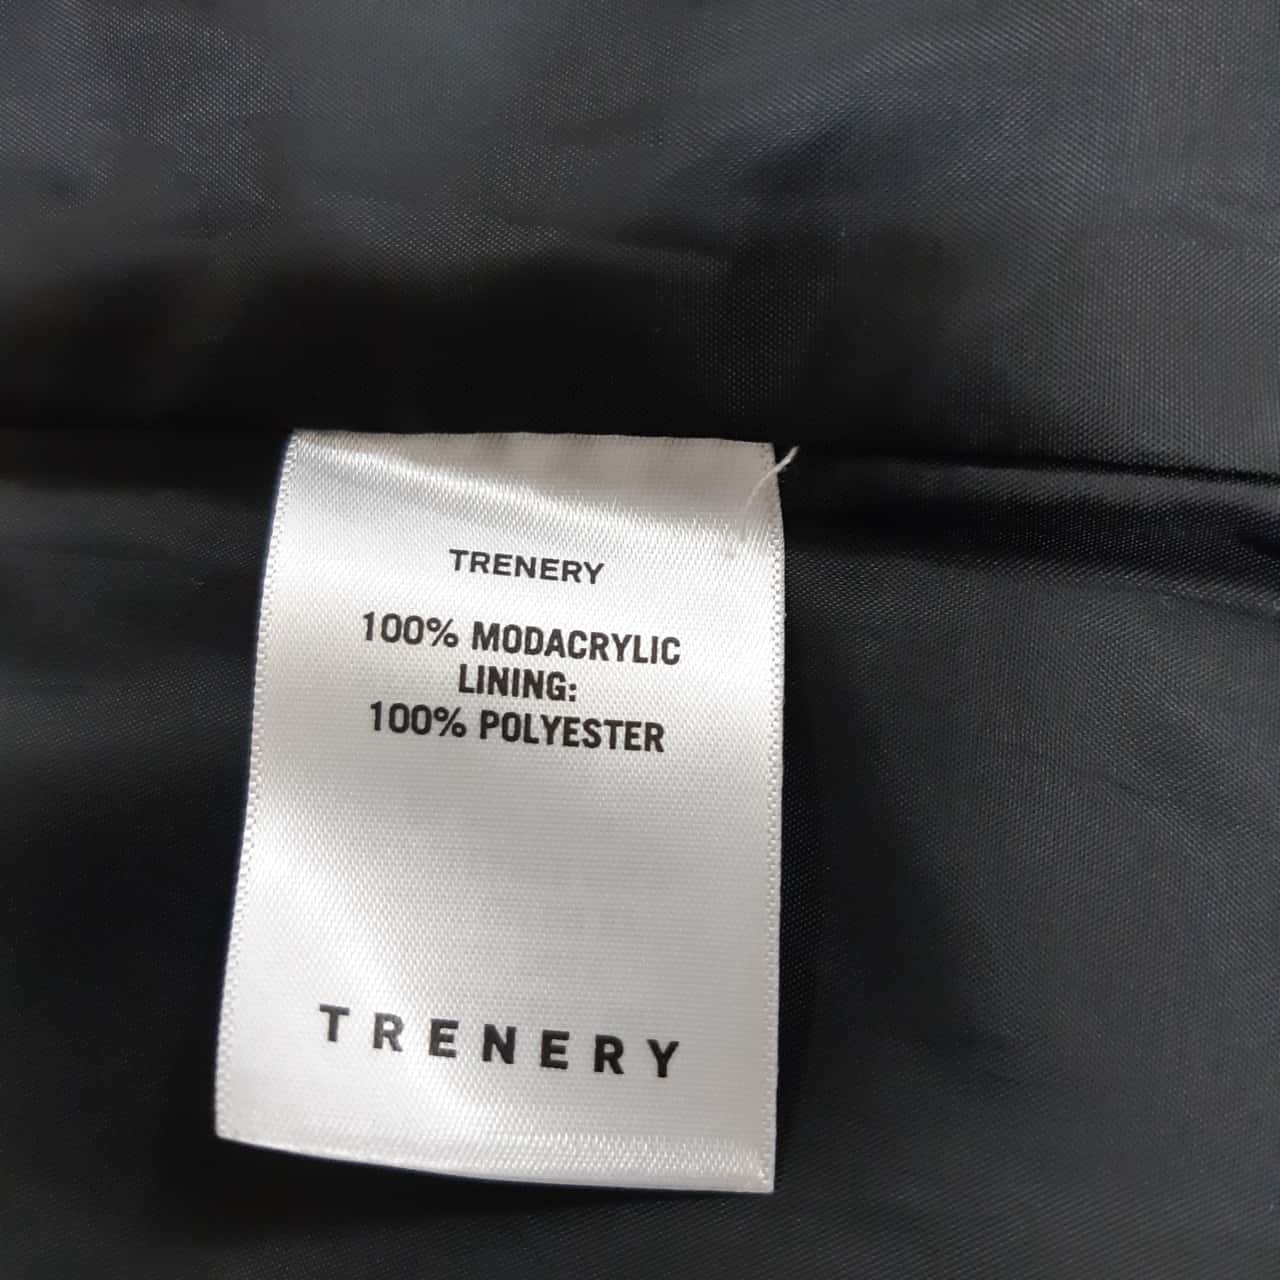 TRENERY
100% MODACRYLIC
LINING:
100% POLYESTER
TRENERY